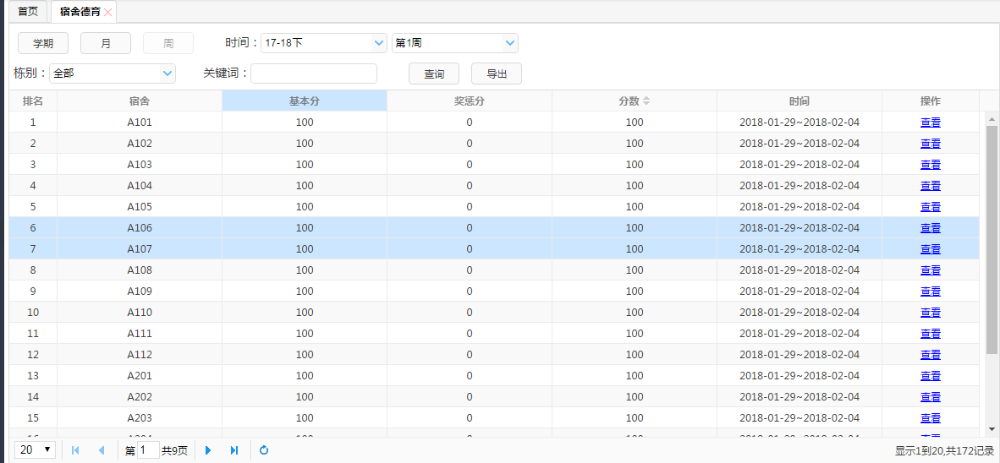 首页 宿舍德育
学期 月 周 时间：17-18下 第1周
栋别：全部 关键词： 查询 导出
排名 宿舍 基本分 奖惩分 分数 时间 操作
1 A101 100 0 100 2018-01-29~2018-02-04 查看
2 A102 100 0 100 2018-01-29~2018-02-04 查看
3 A103 100 0 100 2018-01-29~2018-02-04 查看
4 A104 100 0 100 2018-01-29~2018-02-04 查看
5 A105 100 0 100 2018-01-29~2018-02-04 查看
6 A106 100 0 100 2018-01-29~2018-02-04 查看
7 A107 100 0 100 2018-01-29~2018-02-04 查看
8 A108 100 0 100 2018-01-29~2018-02-04 查看
9 A109 100 0 100 2018-01-29~2018-02-04 查看
10 A110 100 0 100 2018-01-29~2018-02-04 查看
11 A111 100 0 100 2018-01-29~2018-02-04 查看
12 A112 100 0 100 2018-01-29~2018-02-04 查看
13 A201 100 0 100 2018-01-29~2018-02-04 查看
14 A202 100 0 100 2018-01-29~2018-02-04 查看
15 A203 100 0 100 2018-01-29~2018-02-04 查看
20 第 1 共9页 显示1到20,共172记录